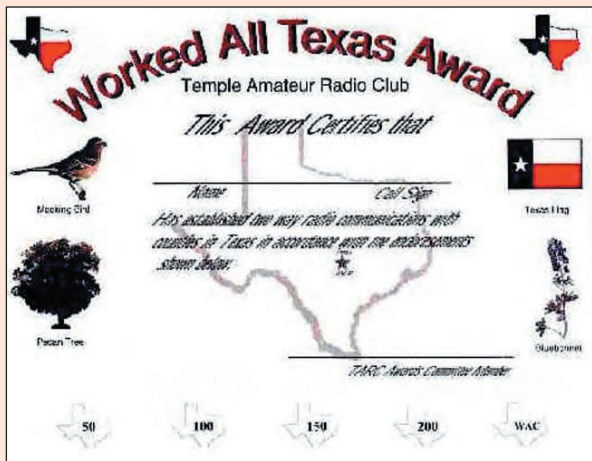 Worked All Texas Award
Temple Amateur Radio Club
This Award Certifies that
Name Call Sign
Mocking Bird
Texas Flag
Has established two way radio communications with
counties in Texas in accordance with the endorsements
shown below.
Pecan Tree
Bluebonnet
TARC Awards Committee Member
50 100 150 200 WAC